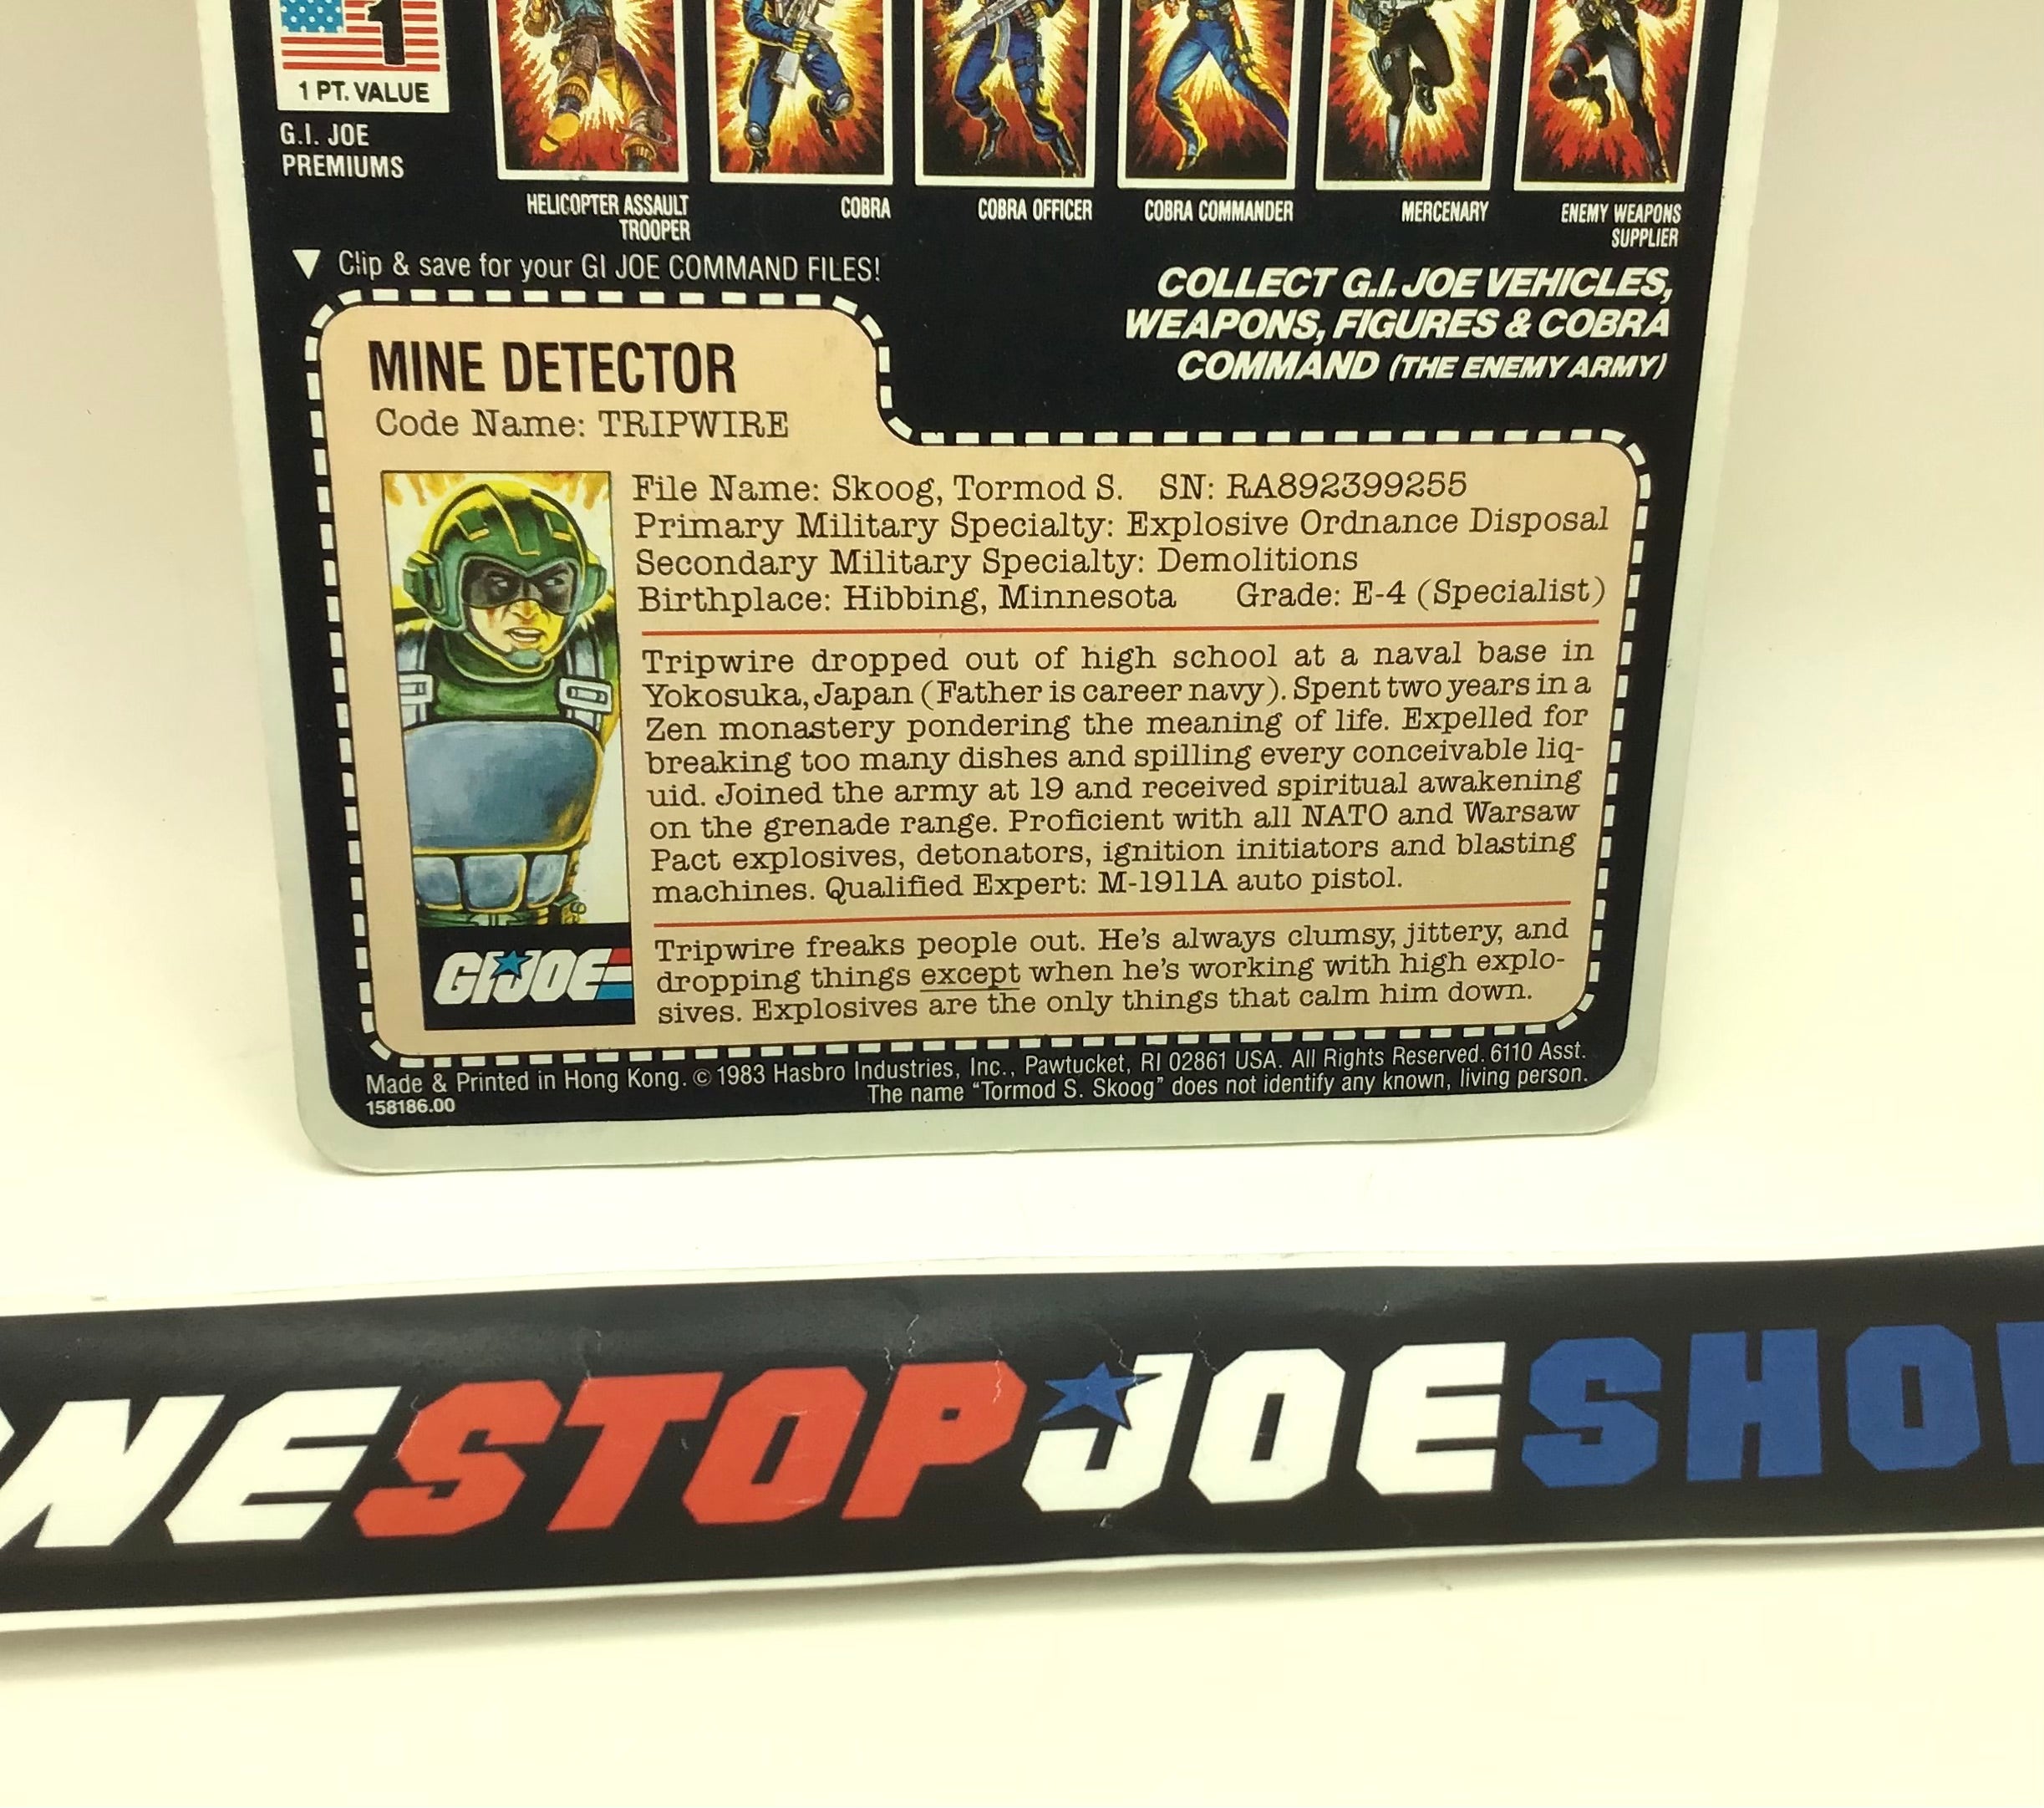 1
1 PT. VALUE
G.I. JOE
PREMIUMS
HELICOPTER ASSAULT
TROOPER
COBRA
COBRA OFFICER
COBRA COMMANDER
MERCENARY
ENEMY WEAPONS
SUPPLIER
▼ Clip & save for your GI JOE COMMAND FILES!
COLLECT G.I. JOE VEHICLES,
WEAPONS, FIGURES & COBRA
COMMAND (THE ENEMY ARMY)
MINE DETECTOR
Code Name: TRIPWIRE
File Name: Skoog, Tormod S. SN: RA892399255
Primary Military Specialty: Explosive Ordnance Disposal
Secondary Military Specialty: Demolitions
Birthplace: Hibbing, Minnesota Grade: E-4 (Specialist)
Tripwire dropped out of high school at a naval base in
Yokosuka, Japan (Father is career navy). Spent two years in a
Zen monastery pondering the meaning of life. Expelled for
breaking too many dishes and spilling every conceivable liq-
uid. Joined the army at 19 and received spiritual awakening
on the grenade range. Proficient with all NATO and Warsaw
Pact explosives, detonators, ignition initiators and blasting
machines. Qualified Expert: M-1911A auto pistol.
Tripwire freaks people out. He's always clumsy, jittery, and
dropping things except when he's working with high explo-
sives. Explosives are the only things that calm him down.
GI JOE
Made & Printed in Hong Kong. © 1983 Hasbro Industries, Inc., Pawtucket, RI 02861 USA. All Rights Reserved. 6110 Asst.
The name "Tormod S. Skoog" does not identify any known, living person.
158186.00
NESTOPJOESHO